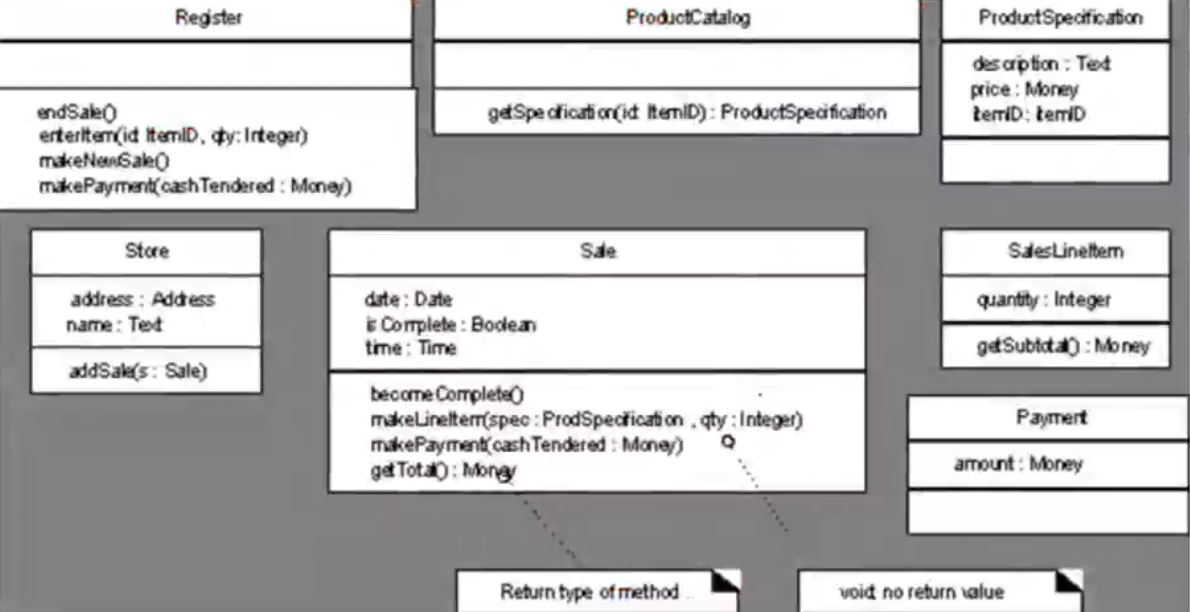 Register
endSale()
enterItem(id: ItemID, qty: Integer)
makeNewSale()
makePayment(cashTendered : Money)
ProductCatalog
getSpecification(id: ItemID) : ProductSpecification
ProductSpecification
description : Text
price : Money
itemID: itemID
Store
address : Address
name : Text
addSale(s : Sale)
Sale
date : Date
isComplete : Boolean
time : Time
becomeComplete()
makeLineItem(spec : ProdSpecification , qty : Integer)
makePayment(cashTendered : Money)
getTotal() : Money
SalesLineItem
quantity : Integer
getSubtotal() : Money
Payment
amount : Money
Return type of method
void; no return value